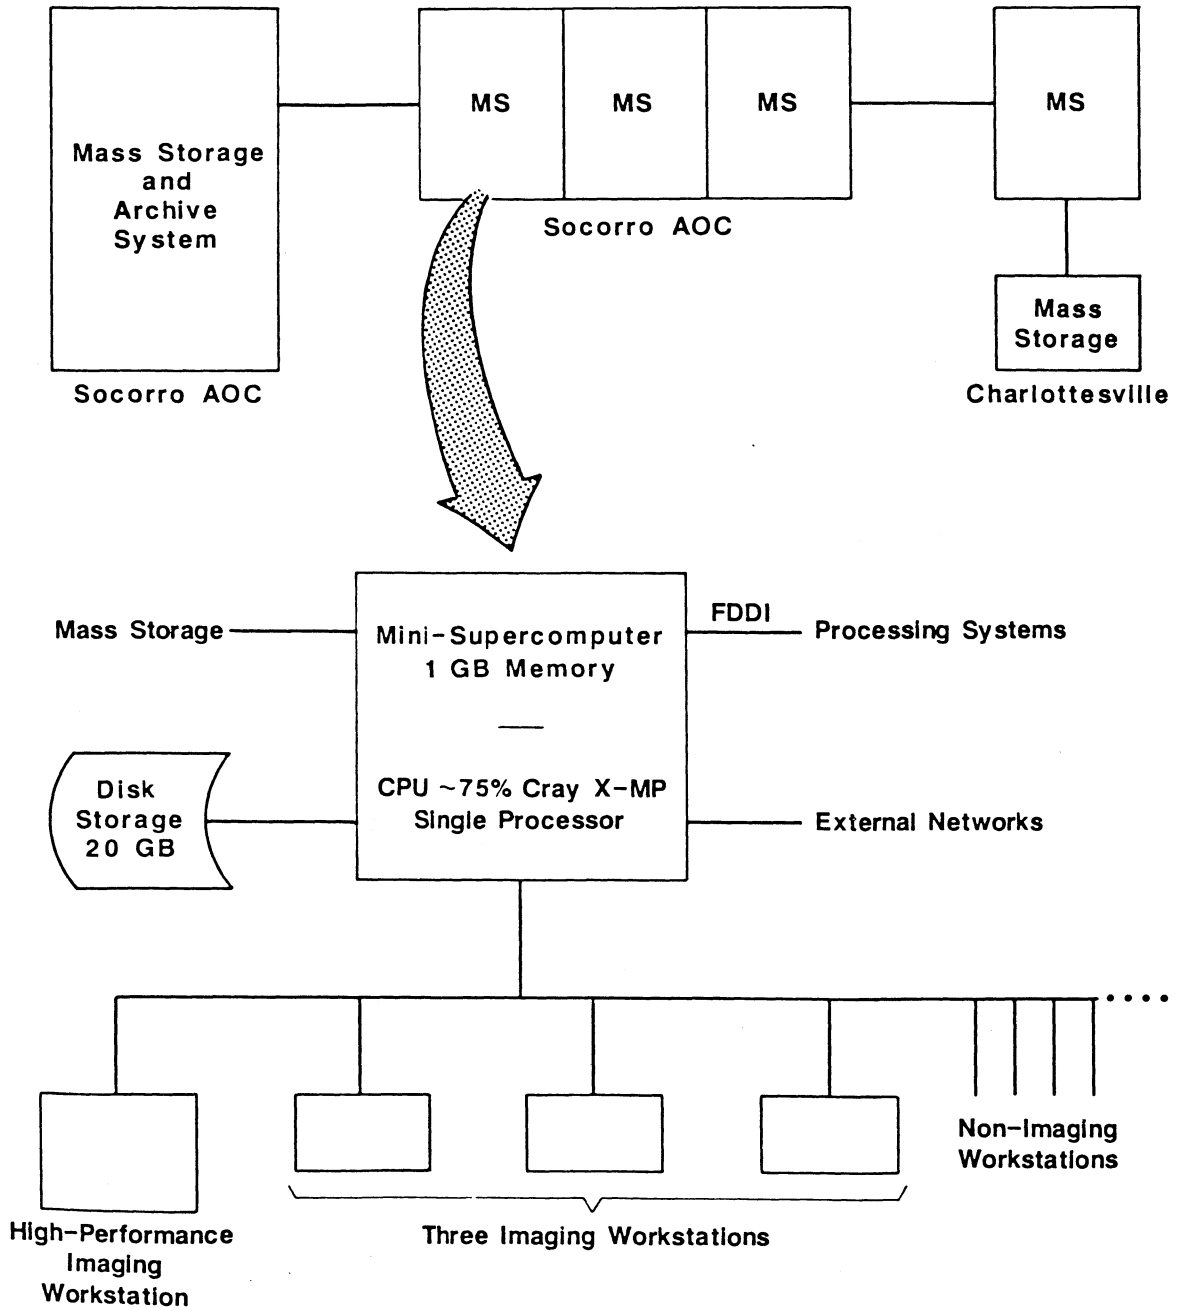 MS
MS
MS
MS
Mass Storage
and
Archive
System
Socorro AOC
Socorro AOC
Mass
Storage
Charlottesville
Mass Storage
Mini-Supercomputer
1 GB Memory
FDDI
Processing Systems
Disk
Storage
20 GB
CPU ~75% Cray X-MP
Single Processor
External Networks
Non-Imaging
Workstations
High-Performance
Imaging
Workstation
Three Imaging Workstations